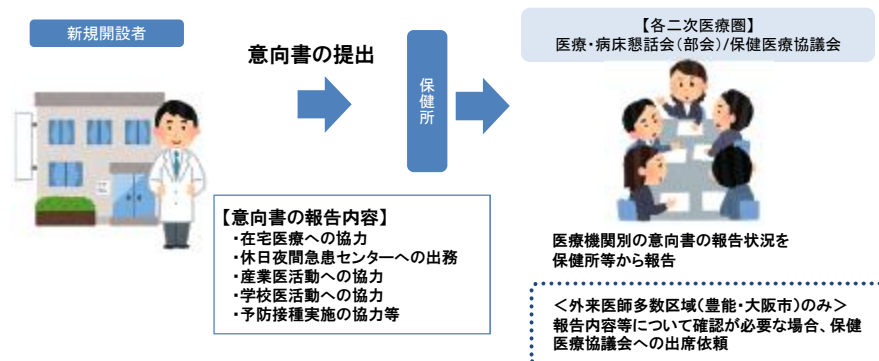 新規開設者
意向書の提出
保健所
【各二次医療圏】
医療・病床懇話会(部会)/保健医療協議会
【意向書の報告内容】
・在宅医療への協力
・休日夜間急患センターへの出務
・産業医活動への協力
・学校医活動への協力
・予防接種実施の協力等
医療機関別の意向書の報告状況を
保健所等から報告
<外来医師多数区域(豊能・大阪市)のみ>
報告内容等について確認が必要な場合、保健
医療協議会への出席依頼